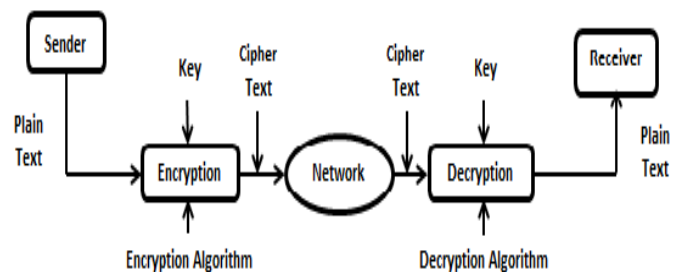 Sender
Plain
Text
Key
Cipher
Text
Encryption
Encryption Algorithm
Network
Cipher
Text
Key
Decryption
Decryption Algorithm
Receiver
Plain
Text